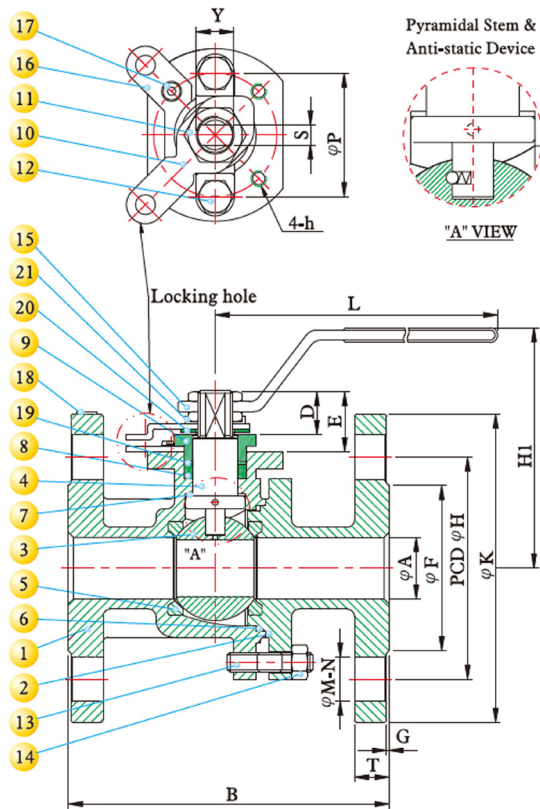 17
Y
Pyramidal Stem &
Anti-static Device
16
11
S
φP
10
12
4-h
"A" VIEW
15
Locking hole
L
21
20
9
18
D
E
H1
19
8
4
7
3
"A"
φA
φF
PCD φH
φK
5
6
1
2
φM-N
13
14
G
T
B